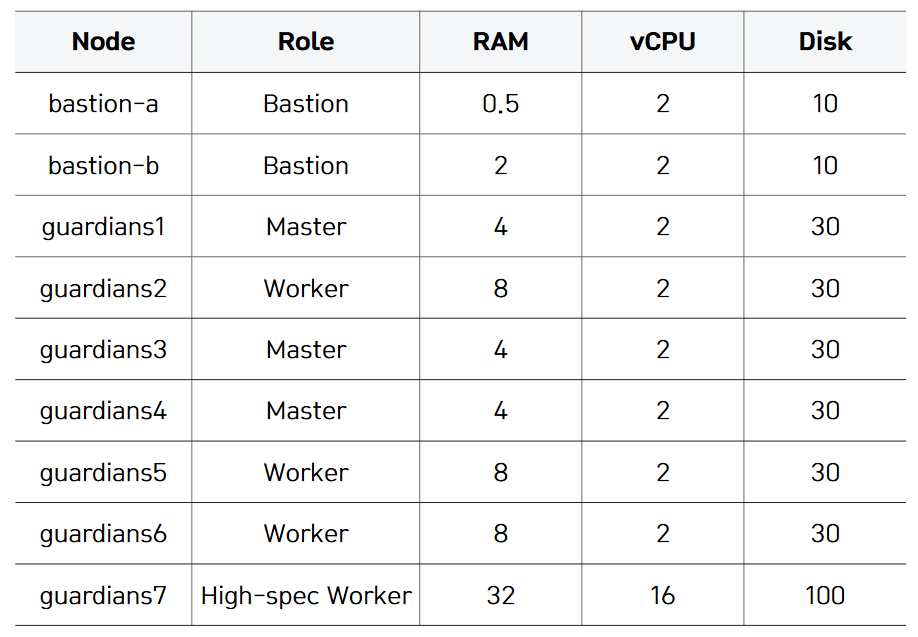 Node Role RAM vCPU Disk
bastion-a Bastion 0.5 2 10
bastion-b Bastion 2 2 10
guardians1 Master 4 2 30
guardians2 Worker 8 2 30
guardians3 Master 4 2 30
guardians4 Master 4 2 30
guardians5 Worker 8 2 30
guardians6 Worker 8 2 30
guardians7 High-spec Worker 32 16 100